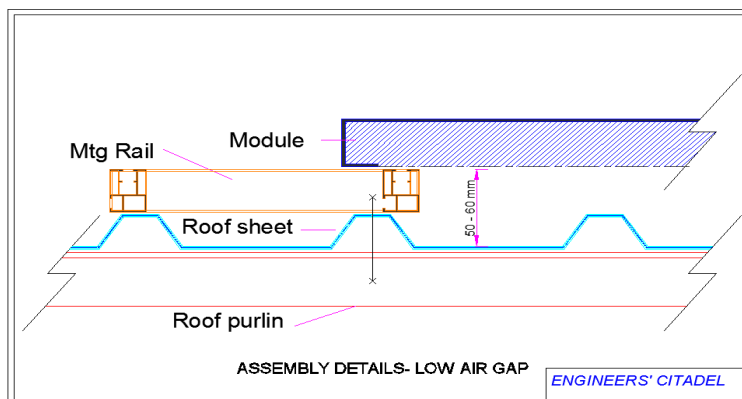 Module
Mtg Rail
Roof sheet
50 - 60 mm
Roof purlin
ASSEMBLY DETAILS- LOW AIR GAP
ENGINEERS' CITADEL